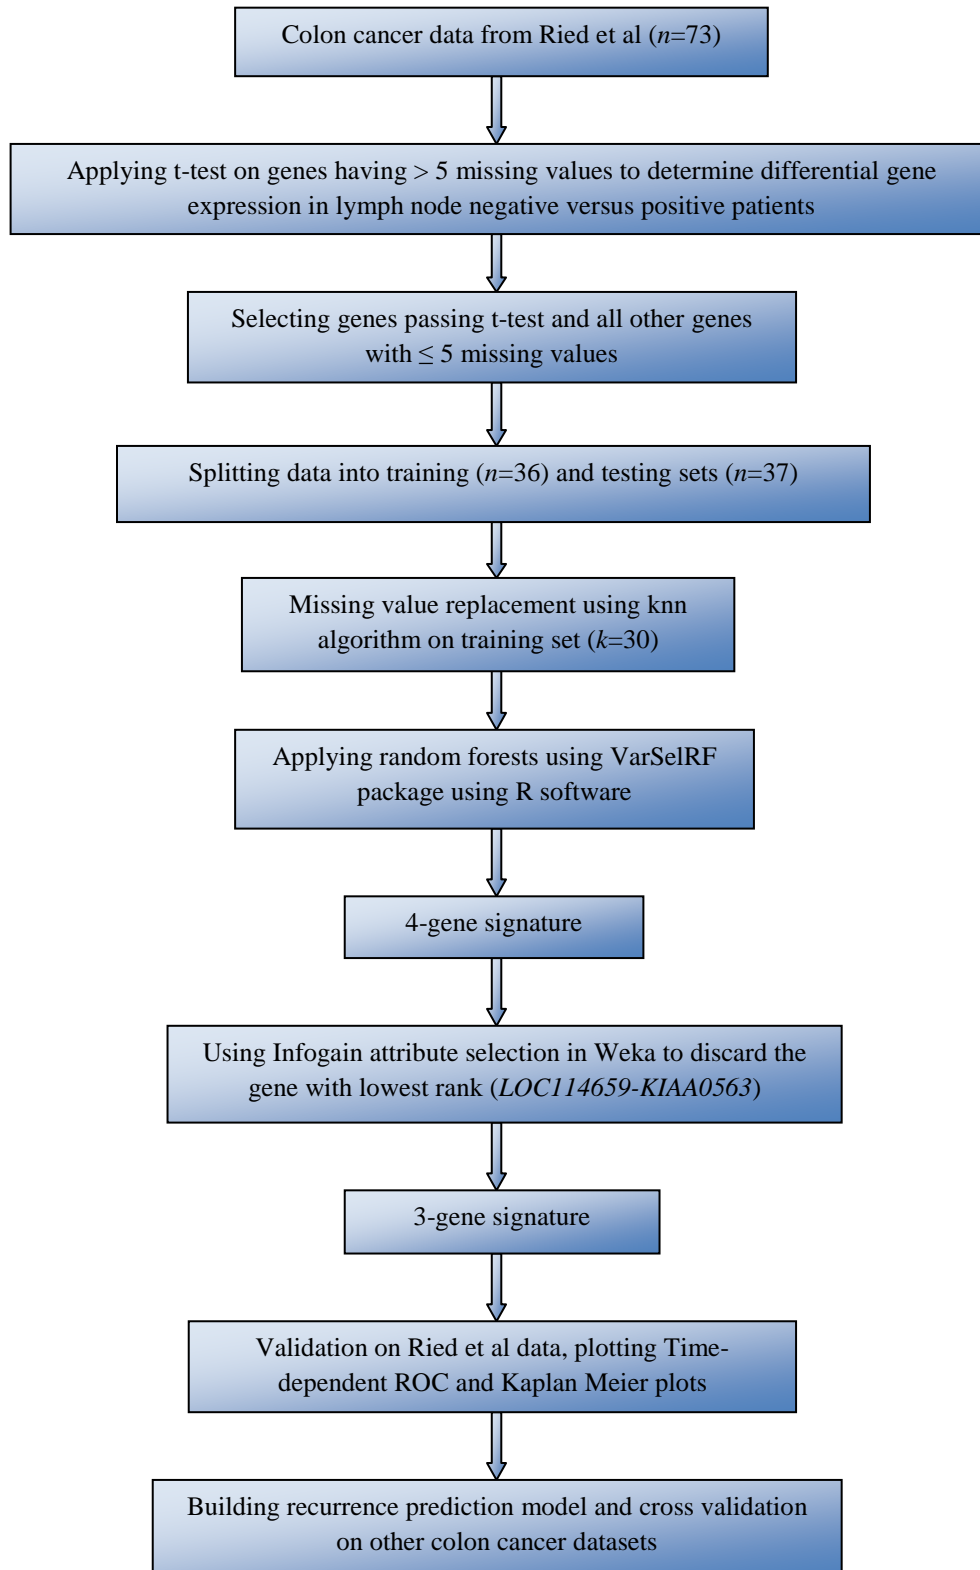 Colon cancer data from Ried et al (n=73)
Applying t-test on genes having > 5 missing values to determine differential gene
expression in lymph node negative versus positive patients
Selecting genes passing t-test and all other genes
with ≤ 5 missing values
Splitting data into training (n=36) and testing sets (n=37)
Missing value replacement using knn
algorithm on training set (k=30)
Applying random forests using VarSelRF
package using R software
4-gene signature
Using Infogain attribute selection in Weka to discard the
gene with lowest rank (LOC114659-KIAA0563)
3-gene signature
Validation on Ried et al data, plotting Time-
dependent ROC and Kaplan Meier plots
Building recurrence prediction model and cross validation
on other colon cancer datasets